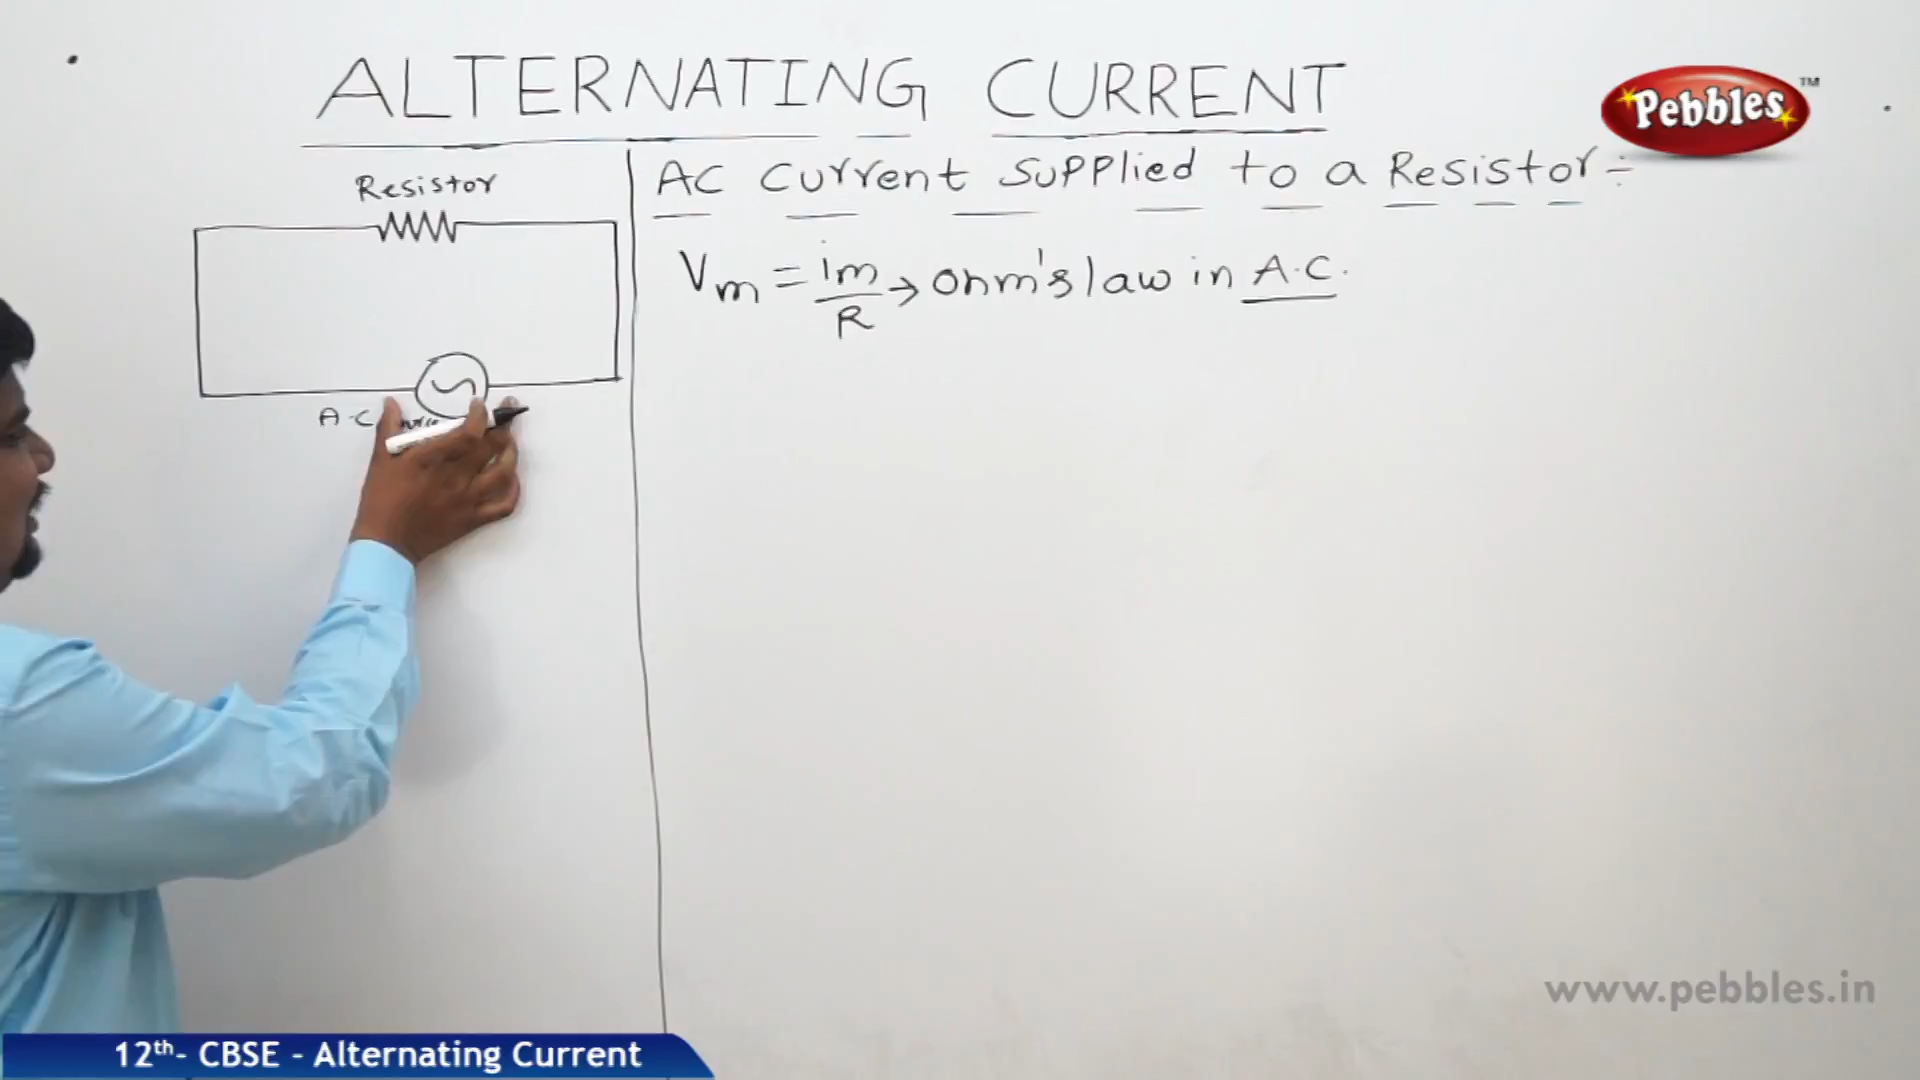 ALTERNATING CURRENT
Pebbles™
Resistor
A.C
AC Current Supplied to a Resistor:-
Vm = im/R → ohm's law in A.C.
www.pebbles.in
12th- CBSE - Alternating Current